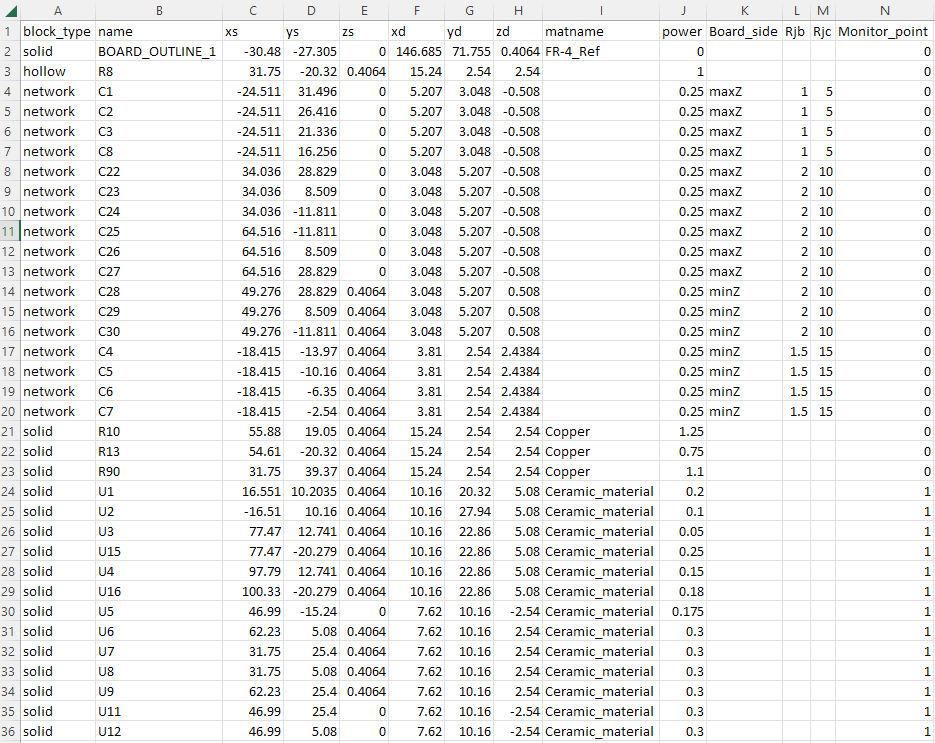 A B C D E F G H I J K L M N
1 block_type name xs ys zs xd yd zd matname power Board_side Rjb Rjc Monitor_point
2 solid BOARD_OUTLINE_1 -30.48 -27.305 0 146.685 71.755 0.4064 FR-4_Ref 0 0
3 hollow R8 31.75 -20.32 0.4064 15.24 2.54 2.54 1 0
4 network C1 -24.511 31.496 0 5.207 3.048 -0.508 0.25 maxZ 1 5 0
5 network C2 -24.511 26.416 0 5.207 3.048 -0.508 0.25 maxZ 1 5 0
6 network C3 -24.511 21.336 0 5.207 3.048 -0.508 0.25 maxZ 1 5 0
7 network C8 -24.511 16.256 0 5.207 3.048 -0.508 0.25 maxZ 1 5 0
8 network C22 34.036 28.829 0 3.048 5.207 -0.508 0.25 maxZ 2 10 0
9 network C23 34.036 8.509 0 3.048 5.207 -0.508 0.25 maxZ 2 10 0
10 network C24 34.036 -11.811 0 3.048 5.207 -0.508 0.25 maxZ 2 10 0
11 network C25 64.516 -11.811 0 3.048 5.207 -0.508 0.25 maxZ 2 10 0
12 network C26 64.516 8.509 0 3.048 5.207 -0.508 0.25 maxZ 2 10 0
13 network C27 64.516 28.829 0 3.048 5.207 -0.508 0.25 maxZ 2 10 0
14 network C28 49.276 28.829 0.4064 3.048 5.207 0.508 0.25 minZ 2 10 0
15 network C29 49.276 8.509 0.4064 3.048 5.207 0.508 0.25 minZ 2 10 0
16 network C30 49.276 -11.811 0.4064 3.048 5.207 0.508 0.25 minZ 2 10 0
17 network C4 -18.415 -13.97 0.4064 3.81 2.54 2.4384 0.25 minZ 1.5 15 0
18 network C5 -18.415 -10.16 0.4064 3.81 2.54 2.4384 0.25 minZ 1.5 15 0
19 network C6 -18.415 -6.35 0.4064 3.81 2.54 2.4384 0.25 minZ 1.5 15 0
20 network C7 -18.415 -2.54 0.4064 3.81 2.54 2.4384 0.25 minZ 1.5 15 0
21 solid R10 55.88 19.05 0.4064 15.24 2.54 2.54 Copper 1.25 0
22 solid R13 54.61 -20.32 0.4064 15.24 2.54 2.54 Copper 0.75 0
23 solid R90 31.75 39.37 0.4064 15.24 2.54 2.54 Copper 1.1 0
24 solid U1 16.551 10.2035 0.4064 10.16 20.32 5.08 Ceramic_material 0.2 1
25 solid U2 -16.51 10.16 0.4064 10.16 27.94 5.08 Ceramic_material 0.1 1
26 solid U3 77.47 12.741 0.4064 10.16 22.86 5.08 Ceramic_material 0.05 1
27 solid U15 77.47 -20.279 0.4064 10.16 22.86 5.08 Ceramic_material 0.25 1
28 solid U4 97.79 12.741 0.4064 10.16 22.86 5.08 Ceramic_material 0.15 1
29 solid U16 100.33 -20.279 0.4064 10.16 22.86 5.08 Ceramic_material 0.18 1
30 solid U5 46.99 -15.24 0 7.62 10.16 -2.54 Ceramic_material 0.175 1
31 solid U6 62.23 5.08 0.4064 7.62 10.16 2.54 Ceramic_material 0.3 1
32 solid U7 31.75 25.4 0.4064 7.62 10.16 2.54 Ceramic_material 0.3 1
33 solid U8 31.75 5.08 0.4064 7.62 10.16 2.54 Ceramic_material 0.3 1
34 solid U9 62.23 25.4 0.4064 7.62 10.16 2.54 Ceramic_material 0.3 1
35 solid U11 46.99 25.4 0 7.62 10.16 -2.54 Ceramic_material 0.3 1
36 solid U12 46.99 5.08 0 7.62 10.16 -2.54 Ceramic_material 0.3 1